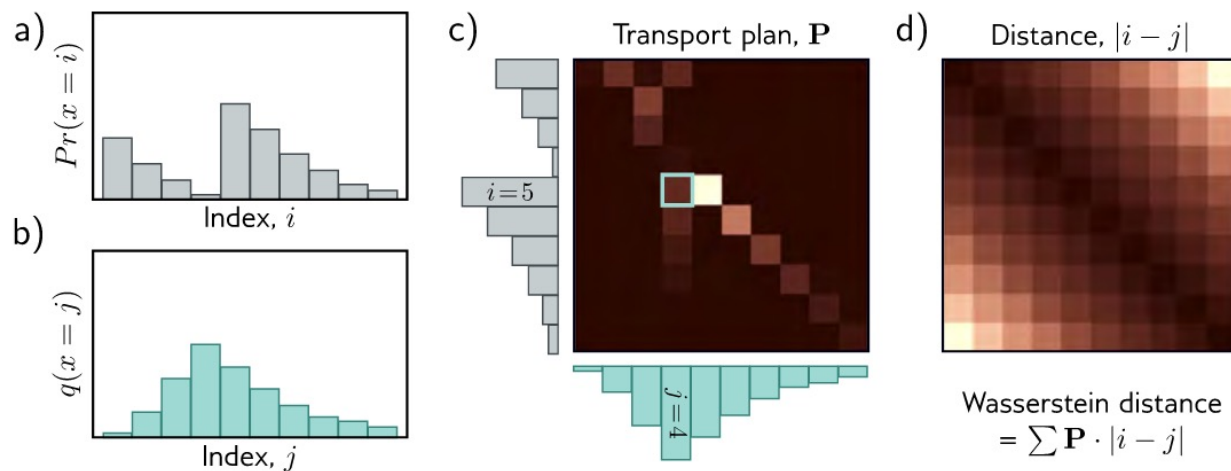 a)
Pr(x = i)
Index, i
b)
q(x = j)
Index, j
c)
Transport plan, P
i=5
j=4
d)
Distance, |i − j|
Wasserstein distance
= ∑ P · |i − j|